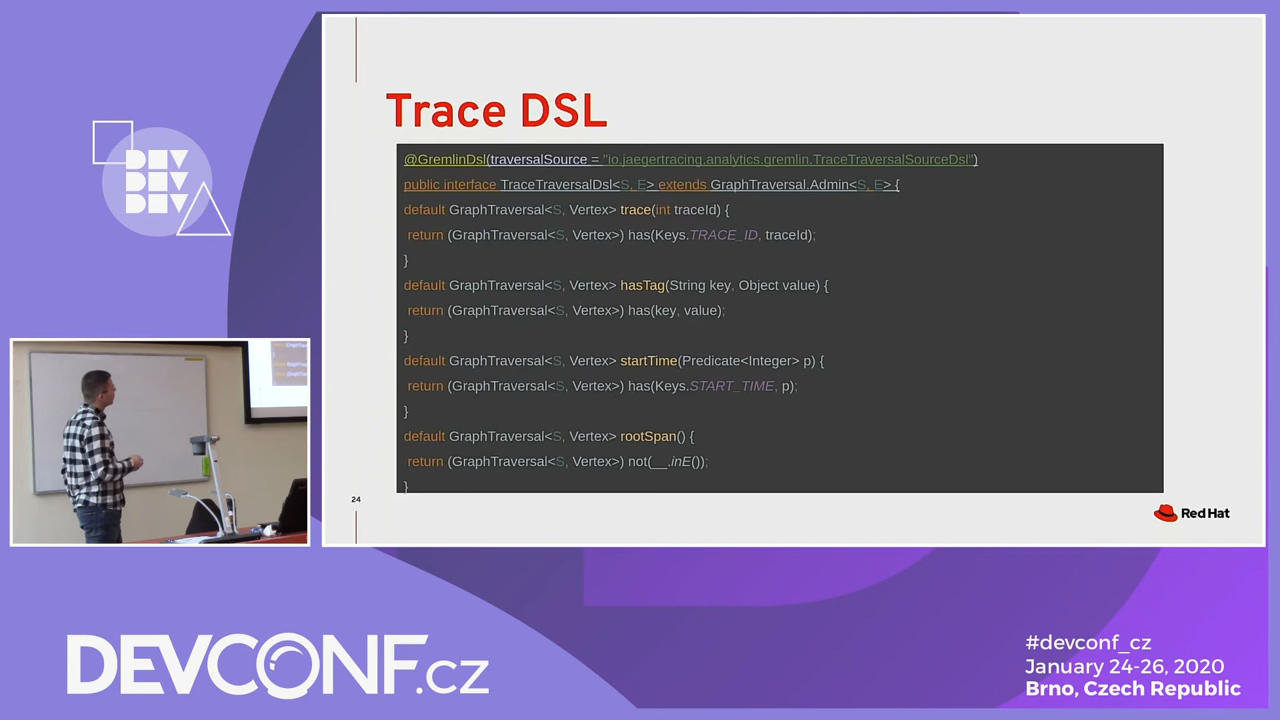 DEV
DEV
DEV
Trace DSL
@GremlinDsl(traversalSource = "io.jaegertracing.analytics.gremlin.TraceTraversalSourceDsl")
public interface TraceTraversalDsl<S, E> extends GraphTraversal.Admin<S, E> {
default GraphTraversal<S, Vertex> trace(int traceId) {
return (GraphTraversal<S, Vertex>) has(Keys.TRACE_ID, traceId);
}
default GraphTraversal<S, Vertex> hasTag(String key, Object value) {
return (GraphTraversal<S, Vertex>) has(key, value);
}
default GraphTraversal<S, Vertex> startTime(Predicate<Integer> p) {
return (GraphTraversal<S, Vertex>) has(Keys.START_TIME, p);
}
default GraphTraversal<S, Vertex> rootSpan() {
return (GraphTraversal<S, Vertex>) not(__.inE());
}
24
Red Hat
DEVCONF.cz
#devconf_cz
January 24-26, 2020
Brno, Czech Republic